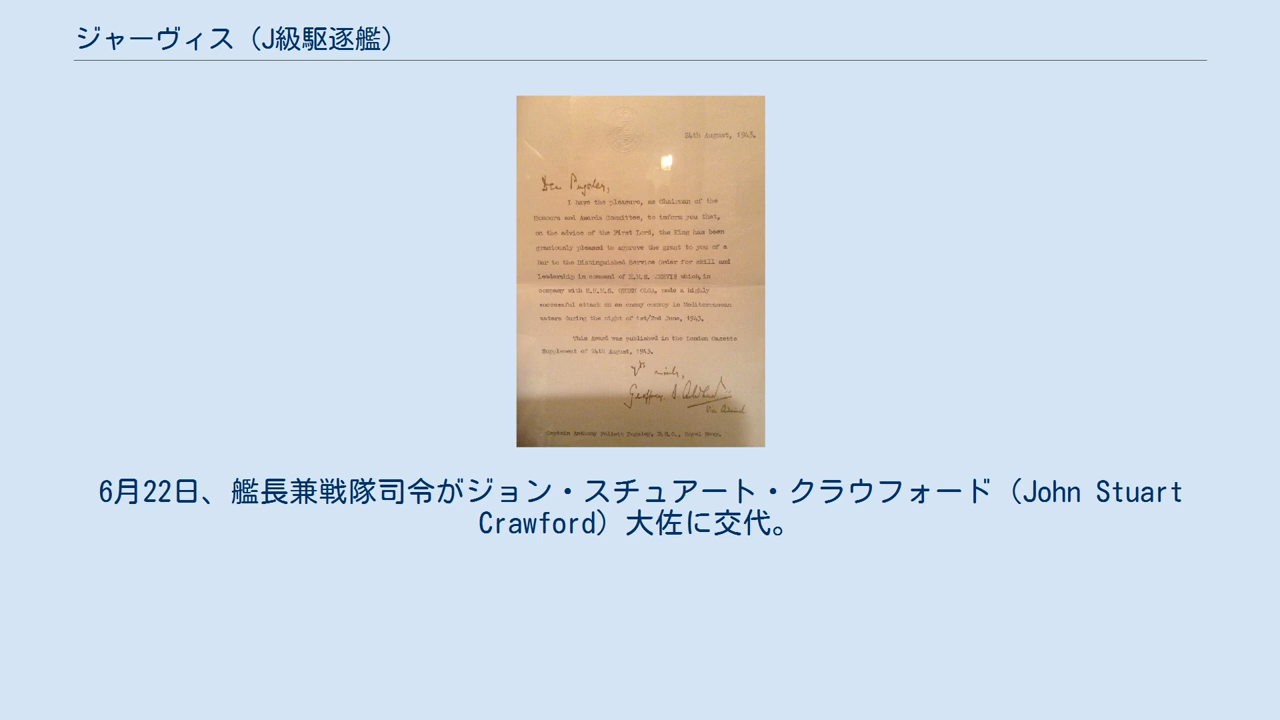 ジャーヴィス（J級駆逐艦）
24th August, 1943.
Dear Pugsley,
I have the pleasure, as Chairman of the
Honours and Awards Committee, to inform you that,
on the advice of the First Lord, the King has been
graciously pleased to approve the grant to you of a
Bar to the Distinguished Service Order for skill and
leadership in command of H.M.S. JERVIS which, in
company with H.H.M.S. QUEEN OLGA, made a highly
successful attack on an enemy convoy in Mediterranean
waters during the night of 1st/2nd June, 1943.
This Award was published in the London Gazette
Supplement of 24th August, 1943.
Geoffrey
Captain Anthony Follett Pugsley, D.S.O., Royal Navy.
6月22日、艦長兼戦隊司令がジョン・スチュアート・クラウフォード（John Stuart
Crawford）大佐に交代。